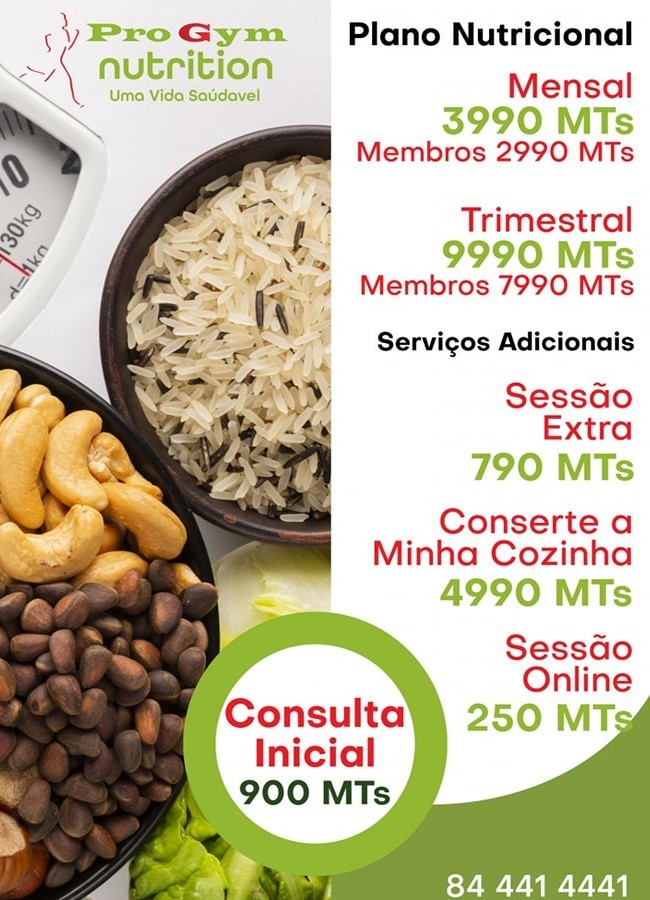 Pro Gym
nutrition
Uma Vida Saúdavel
Plano Nutricional
Mensal
3990 MTs
Membros 2990 MTs
Trimestral
9990 MTs
Membros 7990 MTs
Serviços Adicionais
Sessão
Extra
790 MTs
Conserte a
Minha Cozinha
4990 MTs
Sessão
Online
250 MTs
Consulta
Inicial
900 MTs
84 441 4441
130kg
d=1kg